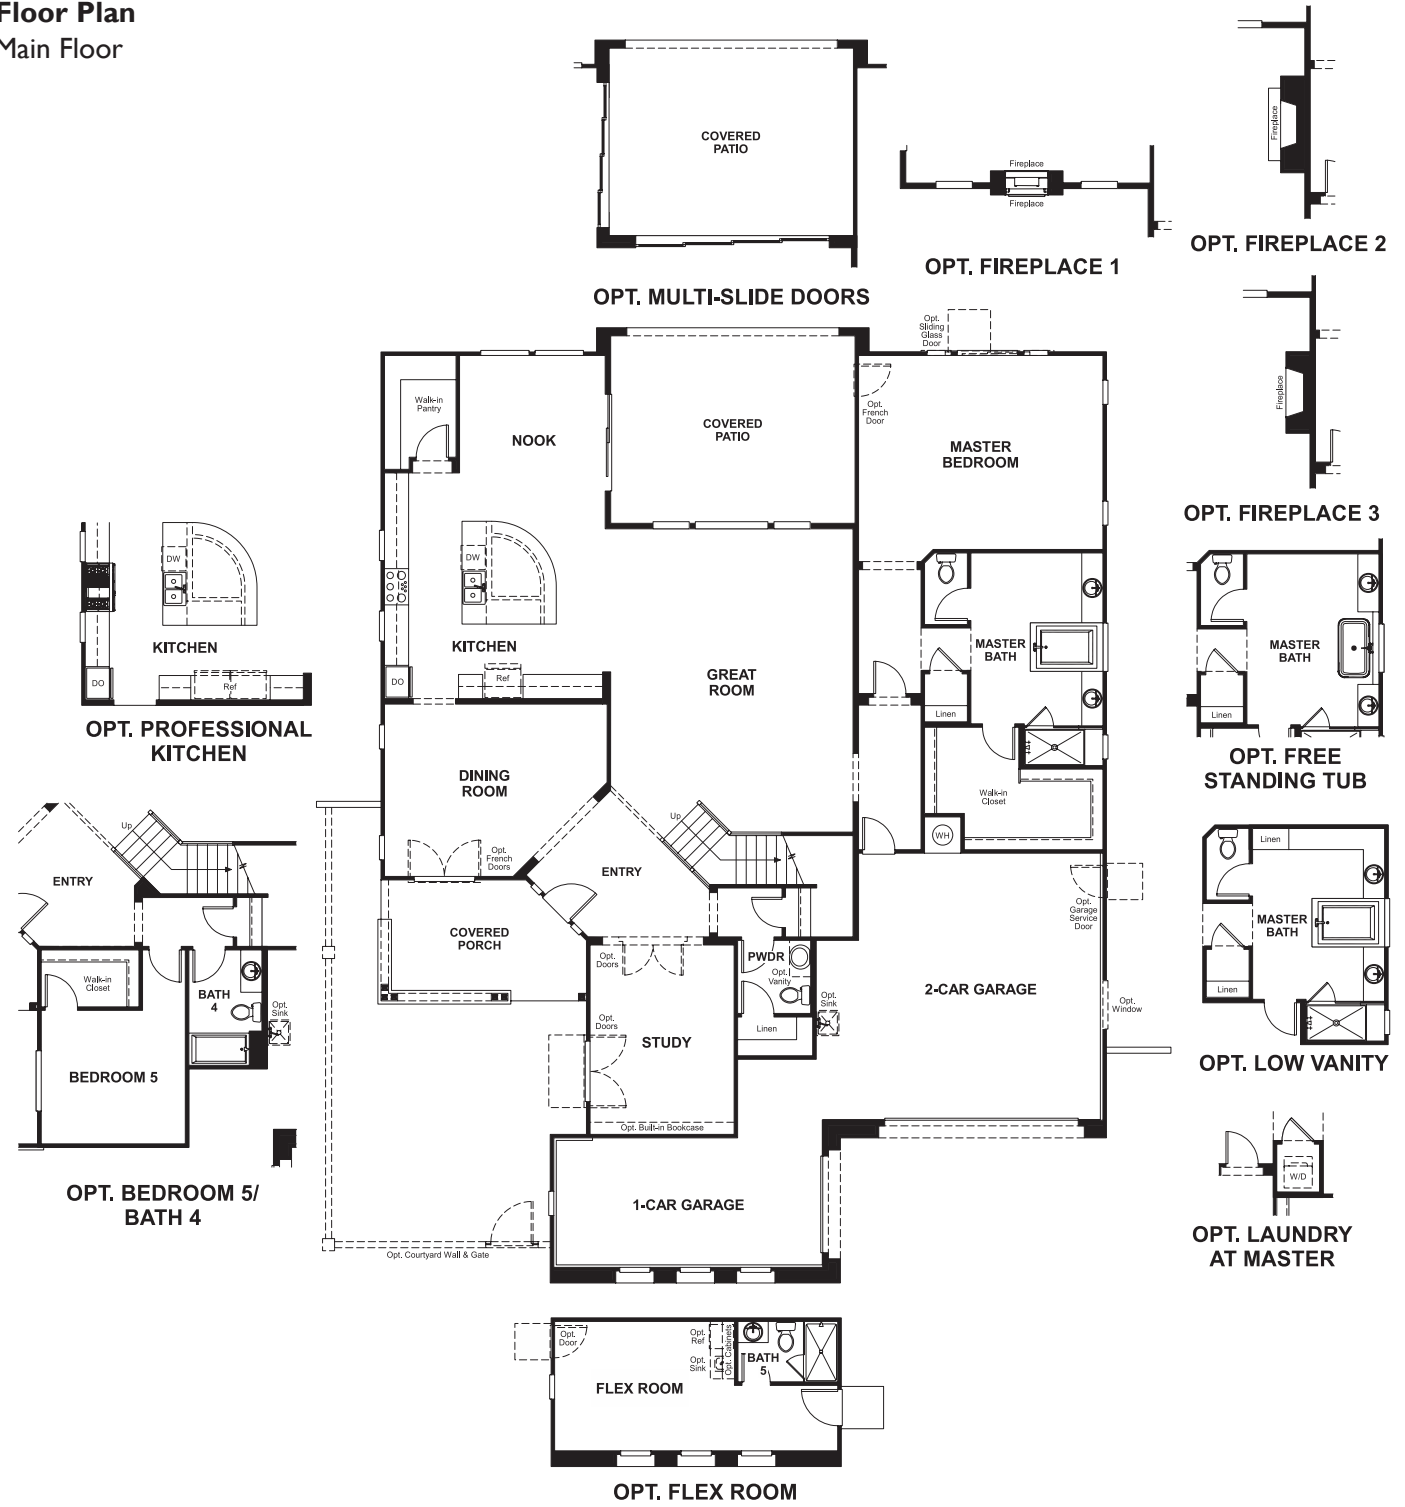 Floor Plan
Main Floor
COVERED
PATIO
OPT. MULTI-SLIDE DOORS
Fireplace
Fireplace
OPT. FIREPLACE 1
Fireplace
OPT. FIREPLACE 2
Fireplace
OPT. FIREPLACE 3
Walk-in
Pantry
NOOK
COVERED
PATIO
Opt.
Sliding
Glass
Door
Opt.
French
Door
MASTER
BEDROOM
DW
KITCHEN
DO
Ref
OPT. PROFESSIONAL
KITCHEN
DW
KITCHEN
DO
Ref
GREAT
ROOM
MASTER
BATH
Linen
Walk-in
Closet
WH
MASTER
BATH
Linen
OPT. FREE
STANDING TUB
DINING
ROOM
Opt.
French
Doors
Up
ENTRY
COVERED
PORCH
Up
ENTRY
Walk-in
Closet
BATH
4
Opt.
Sink
BEDROOM 5
OPT. BEDROOM 5/
BATH 4
Opt.
Doors
PWDR
Opt.
Vanity
Linen
Opt.
Sink
Opt.
Doors
STUDY
Opt. Built-in Bookcase
2-CAR GARAGE
Opt.
Garage
Service
Door
Opt.
Window
Linen
MASTER
BATH
Linen
OPT. LOW VANITY
W/D
OPT. LAUNDRY
AT MASTER
1-CAR GARAGE
Opt. Courtyard Wall & Gate
Opt.
Door
Opt.
Ref
Opt.
Sink
Opt. Cabinets
BATH
5
FLEX ROOM
OPT. FLEX ROOM